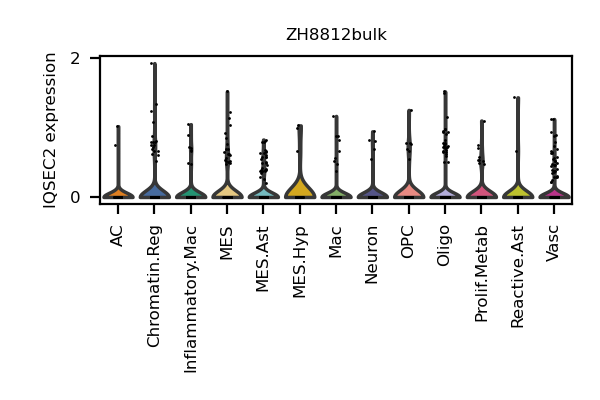 ZH8812bulk
IQSEC2 expression
2
0
AC
Chromatin.Reg
Inflammatory.Mac
MES
MES.Ast
MES.Hyp
Mac
Neuron
OPC
Oligo
Prolif.Metab
Reactive.Ast
Vasc